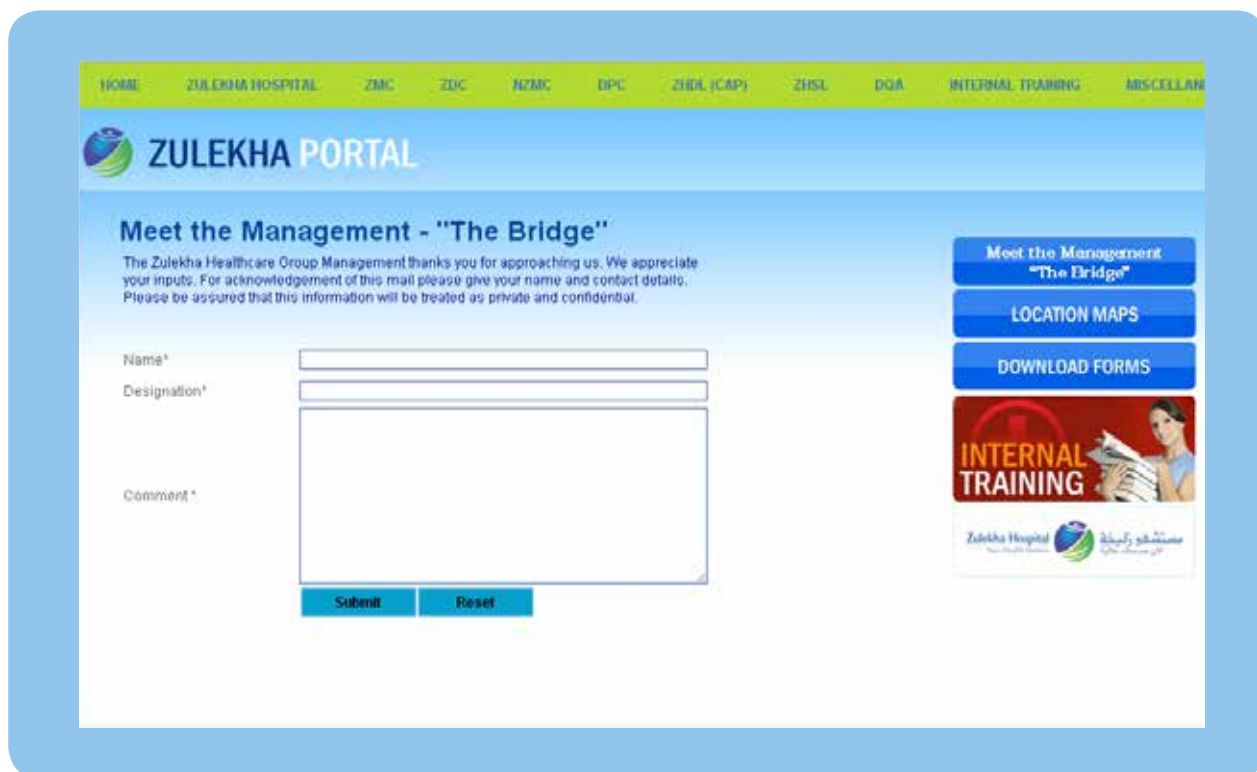 HOME ZULEKHA HOSPITAL ZMC ZDC NZMC DPC ZHDL (CAP) ZHSL DQA INTERNAL TRAINING MISCELLAN
ZULEKHA PORTAL
Meet the Management - "The Bridge"
The Zulekha Healthcare Group Management thanks you for approaching us. We appreciate
your inputs. For acknowledgement of this mail please give your name and contact details.
Please be assured that this information will be treated as private and confidential.
Name*
Designation*
Comment *
Submit Reset
Meet the Management
"The Bridge"
LOCATION MAPS
DOWNLOAD FORMS
INTERNAL
TRAINING
Zulekha Hospital مستشفى زليخة